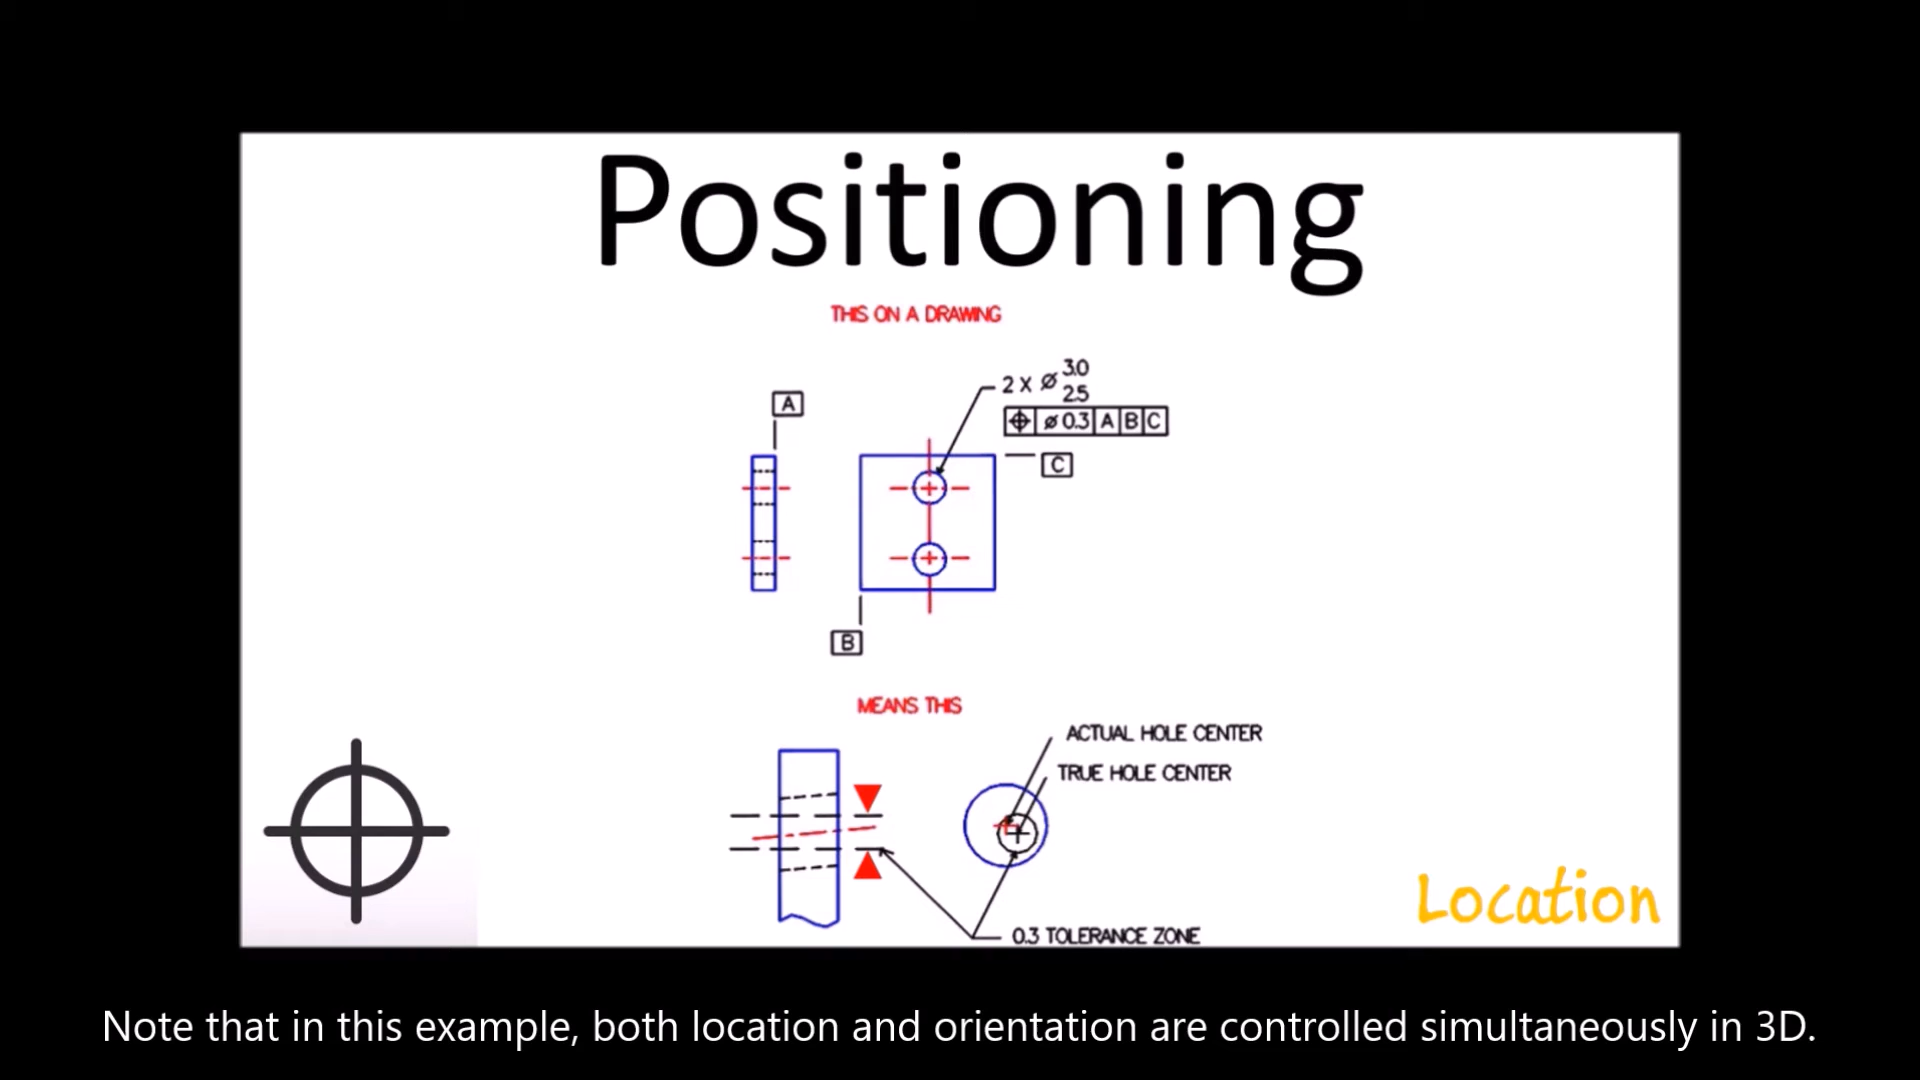 Positioning
THIS ON A DRAWING
A
2 X ⌀ 3.0
2.5
⌖ ⌀ 0.3 A B C
C
B
MEANS THIS
ACTUAL HOLE CENTER
TRUE HOLE CENTER
Location
0.3 TOLERANCE ZONE
Note that in this example, both location and orientation are controlled simultaneously in 3D.